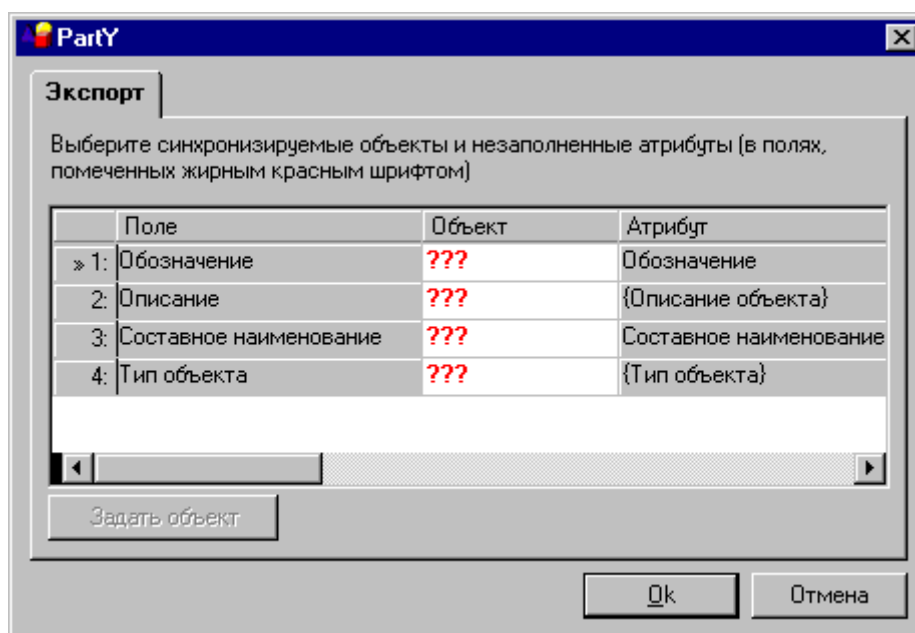 PartY
Экспорт
Выберите синхронизируемые объекты и незаполненные атрибуты (в полях,
помеченных жирным красным шрифтом)
Поле Объект Атрибут
» 1: Обозначение ??? Обозначение
2: Описание ??? {Описание объекта}
3: Составное наименование ??? Составное наименование
4: Тип объекта ??? {Тип объекта}
Задать объект
Ok Отмена